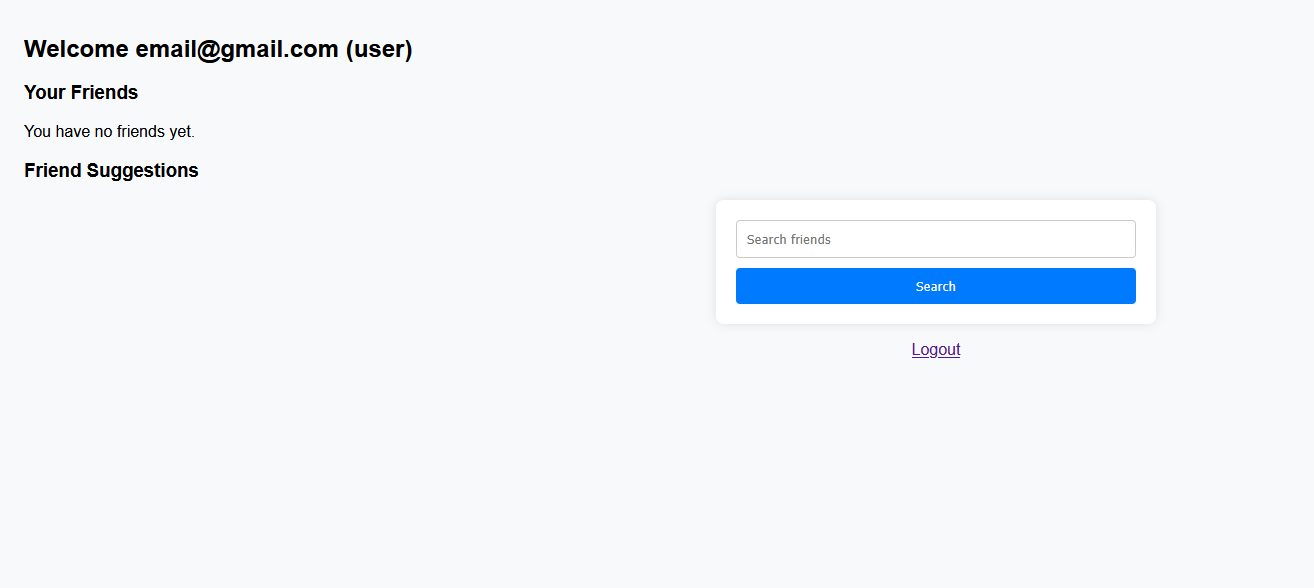 Welcome email@gmail.com (user)
Your Friends
You have no friends yet.
Friend Suggestions
Search friends
Search
Logout